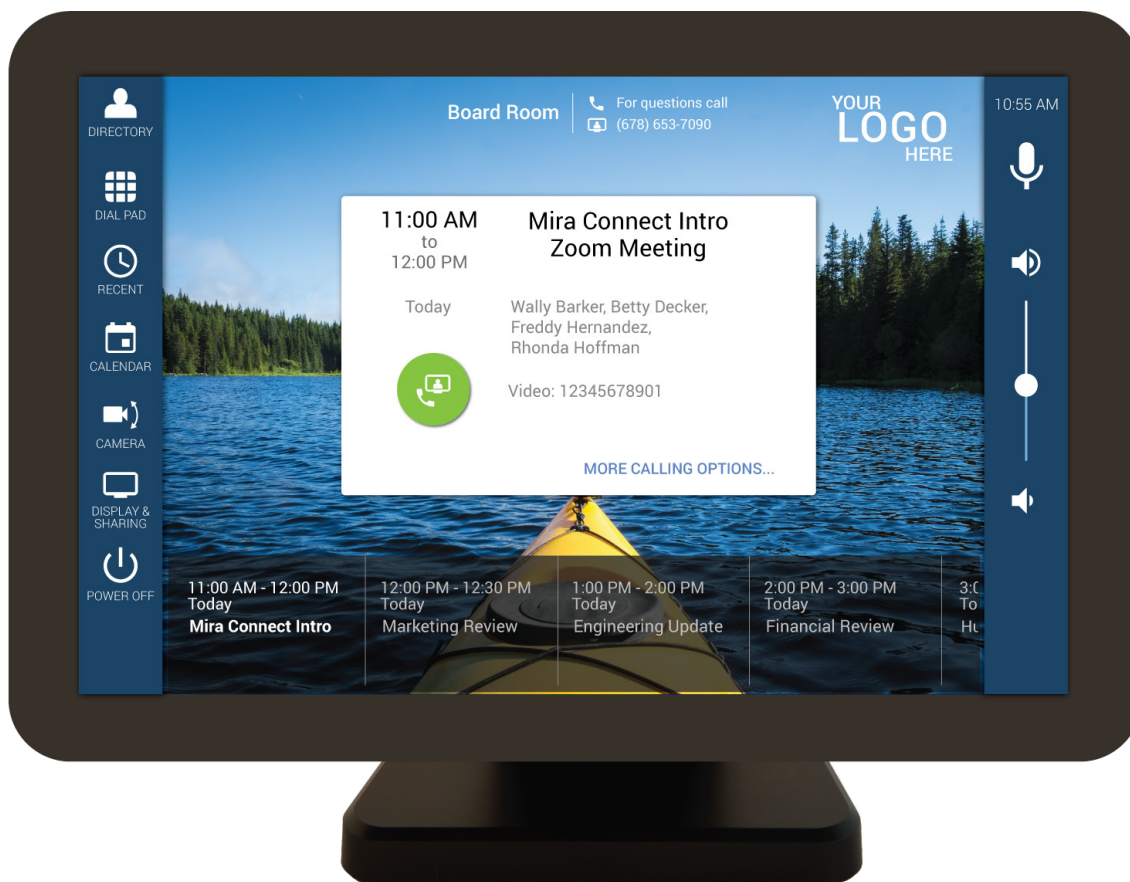 DIRECTORY
DIAL PAD
RECENT
CALENDAR
CAMERA
DISPLAY &
SHARING
POWER OFF
Board Room
For questions call
(678) 653-7090
YOUR
LOGO
HERE
10:55 AM
11:00 AM
to
12:00 PM
Today
Mira Connect Intro
Zoom Meeting
Wally Barker, Betty Decker,
Freddy Hernandez,
Rhonda Hoffman
Video: 12345678901
MORE CALLING OPTIONS...
11:00 AM - 12:00 PM
Today
Mira Connect Intro
12:00 PM - 12:30 PM
Today
Marketing Review
1:00 PM - 2:00 PM
Today
Engineering Update
2:00 PM - 3:00 PM
Today
Financial Review
To